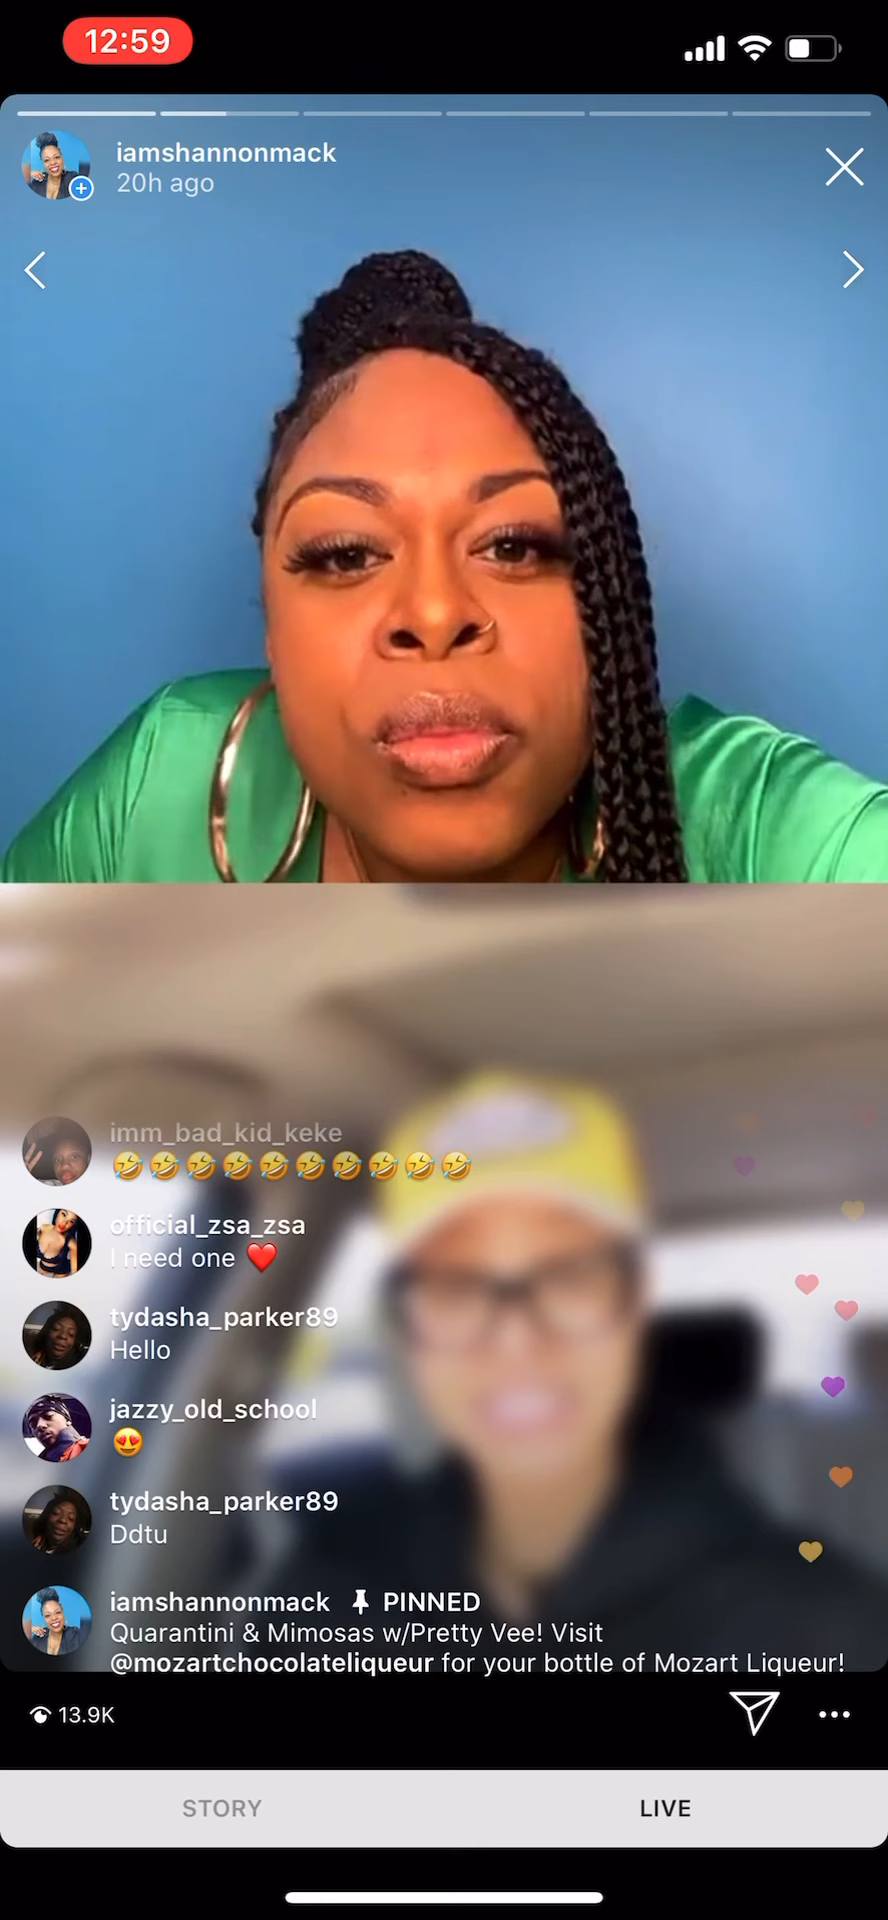 12:59
iamshannonmack
20h ago
imm_bad_kid_keke
🤣🤣🤣🤣🤣🤣🤣🤣🤣🤣
official_zsa_zsa
I need one ❤️
tydasha_parker89
Hello
jazzy_old_school
😍
tydasha_parker89
Ddtu
iamshannonmack 📌 PINNED
Quarantini & Mimosas w/Pretty Vee! Visit
@mozartchocolateliqueur for your bottle of Mozart Liqueur!
13.9K
STORY
LIVE